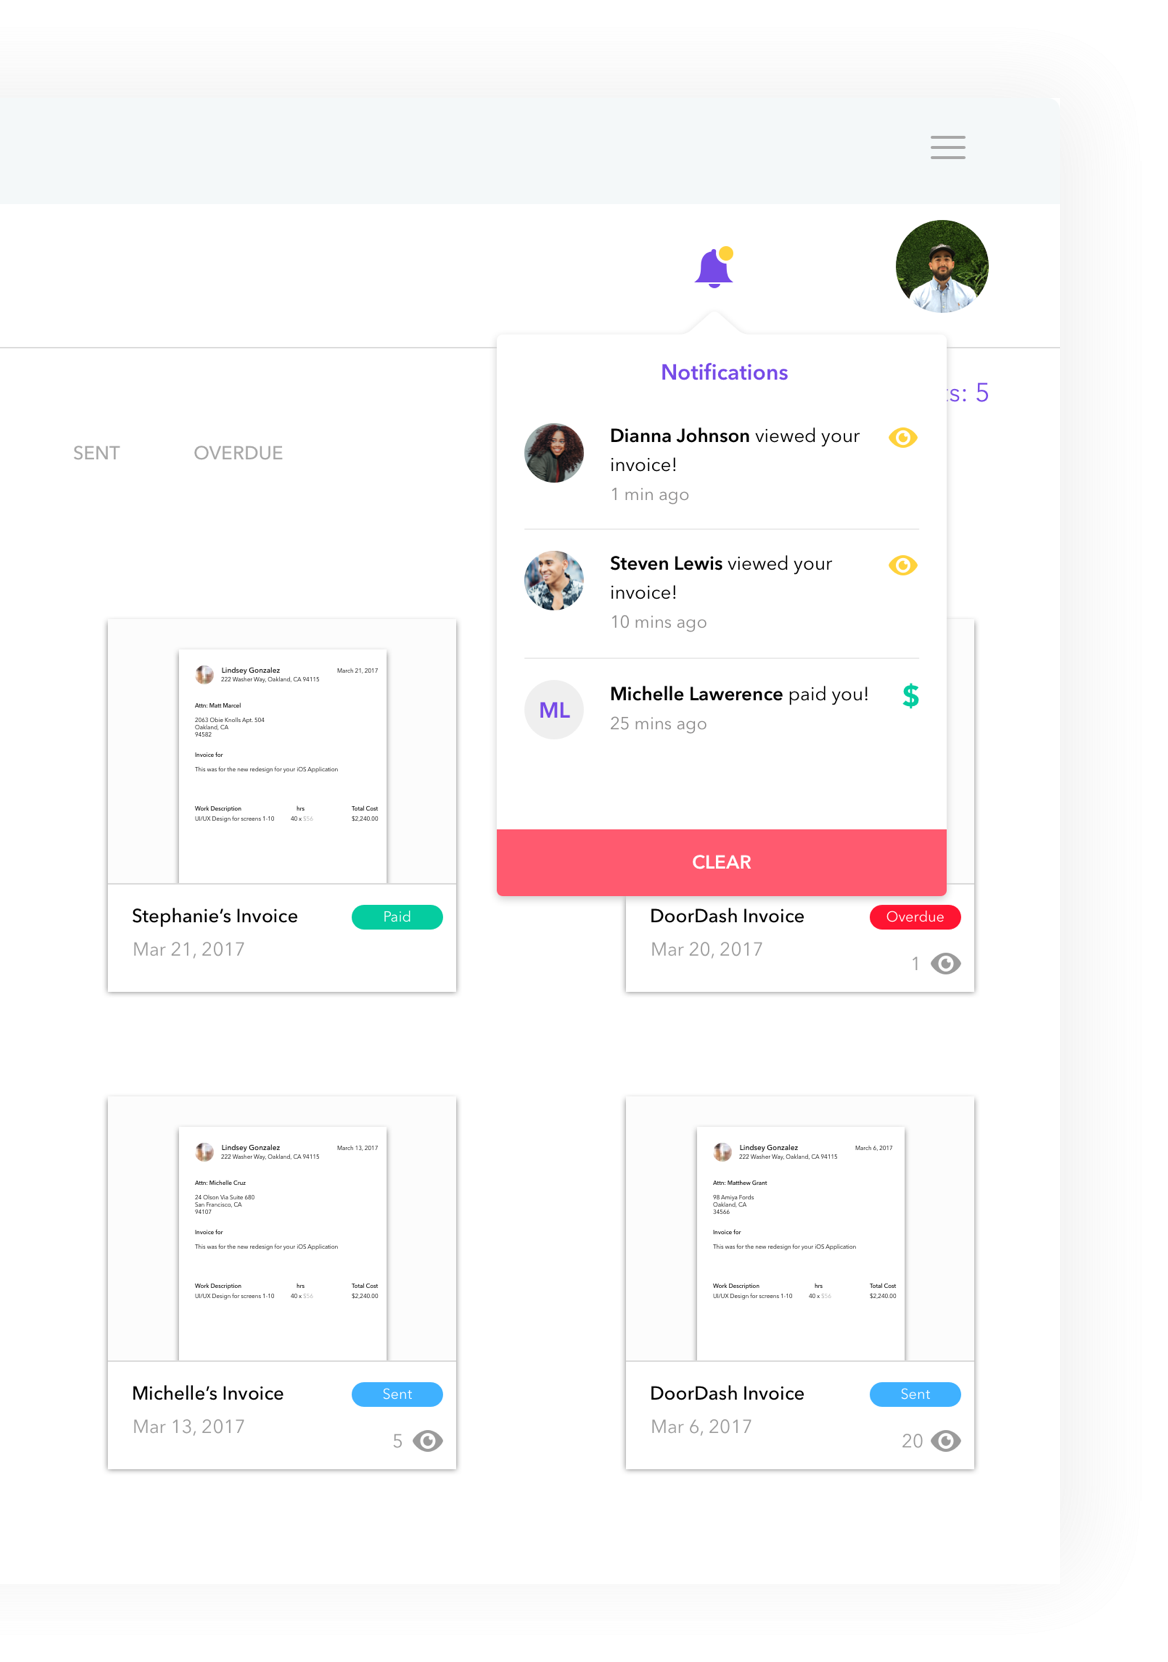 Notifications
s: 5
Dianna Johnson viewed your
invoice!
1 min ago
SENT OVERDUE
Steven Lewis viewed your
invoice!
10 mins ago
Michelle Lawerence paid you!
25 mins ago
ML
$
CLEAR
Lindsey Gonzalez March 21, 2017
222 Washer Way, Oakland, CA 94115
Attn: Matt Marcel
2063 Obie Knolls Apt. 504
Oakland, CA
94582
Invoice for
This was for the new redesign for your iOS Application
Work Description hrs Total Cost
UI/UX Design for screens 1-10 40 x $56 $2,240.00
Stephanie’s Invoice Paid
Mar 21, 2017
DoorDash Invoice Overdue
Mar 20, 2017
1
Lindsey Gonzalez March 13, 2017
222 Washer Way, Oakland, CA 94115
Attn: Michelle Cruz
24 Olson Via Suite 680
San Francisco, CA
94107
Invoice for
This was for the new redesign for your iOS Application
Work Description hrs Total Cost
UI/UX Design for screens 1-10 40 x $56 $2,240.00
Michelle’s Invoice Sent
Mar 13, 2017
5
Lindsey Gonzalez March 6, 2017
222 Washer Way, Oakland, CA 94115
Attn: Matthew Grant
98 Amiya Fords
Oakland, CA
34566
Invoice for
This was for the new redesign for your iOS Application
Work Description hrs Total Cost
UI/UX Design for screens 1-10 40 x $56 $2,240.00
DoorDash Invoice Sent
Mar 6, 2017
20